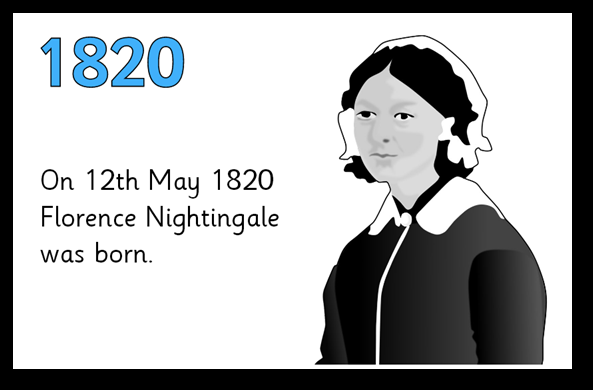 1820
On 12th May 1820
Florence Nightingale
was born.